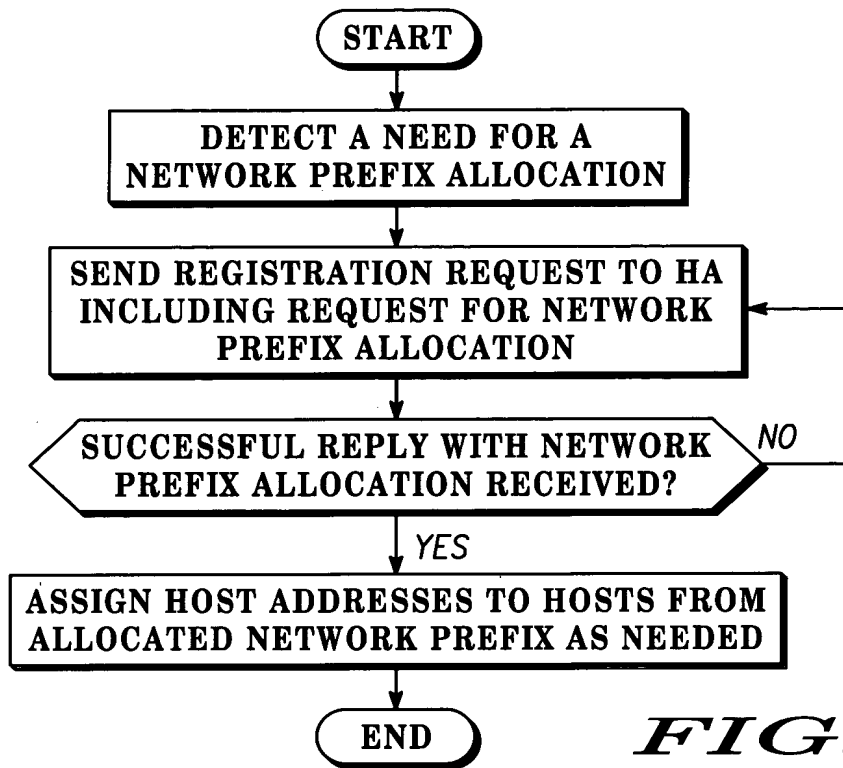 START
DETECT A NEED FOR A
NETWORK PREFIX ALLOCATION
SEND REGISTRATION REQUEST TO HA
INCLUDING REQUEST FOR NETWORK
PREFIX ALLOCATION
SUCCESSFUL REPLY WITH NETWORK
PREFIX ALLOCATION RECEIVED?
NO
YES
ASSIGN HOST ADDRESSES TO HOSTS FROM
ALLOCATED NETWORK PREFIX AS NEEDED
END
FIG.